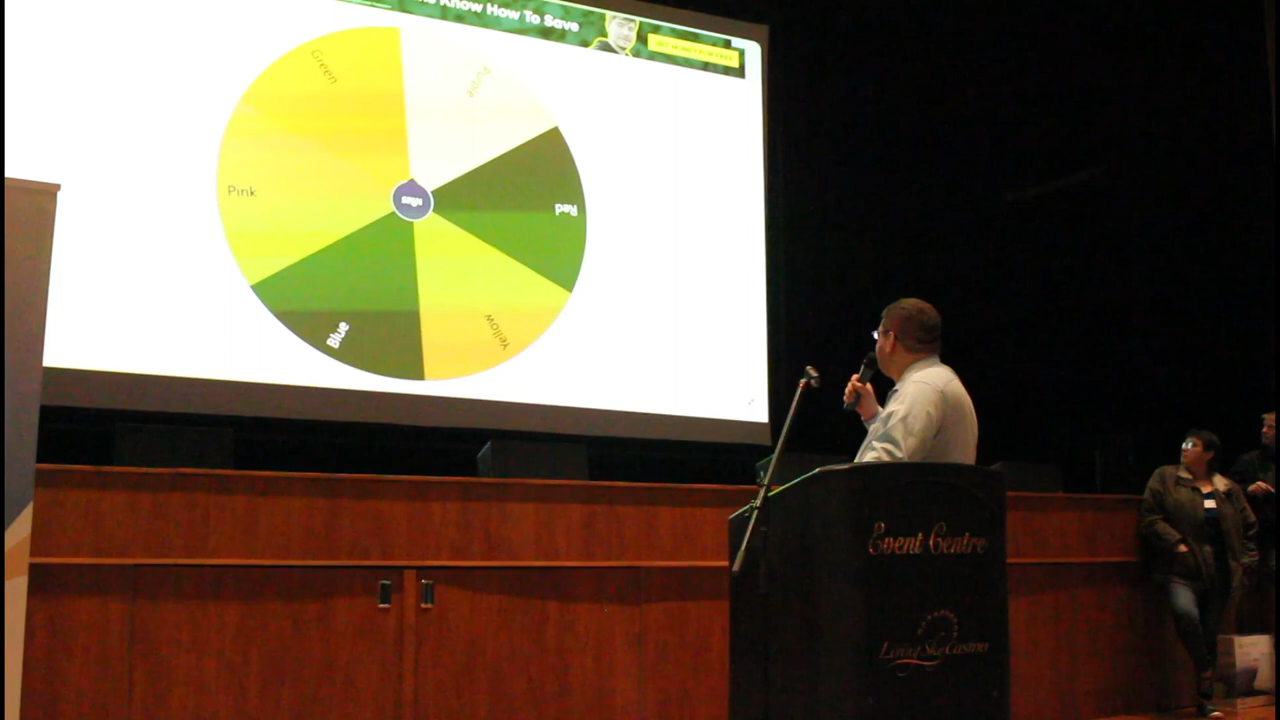 Know How To Save
Green
Purple
Pink
Red
Blue
Yellow
Event Centre
Living Sky Casino